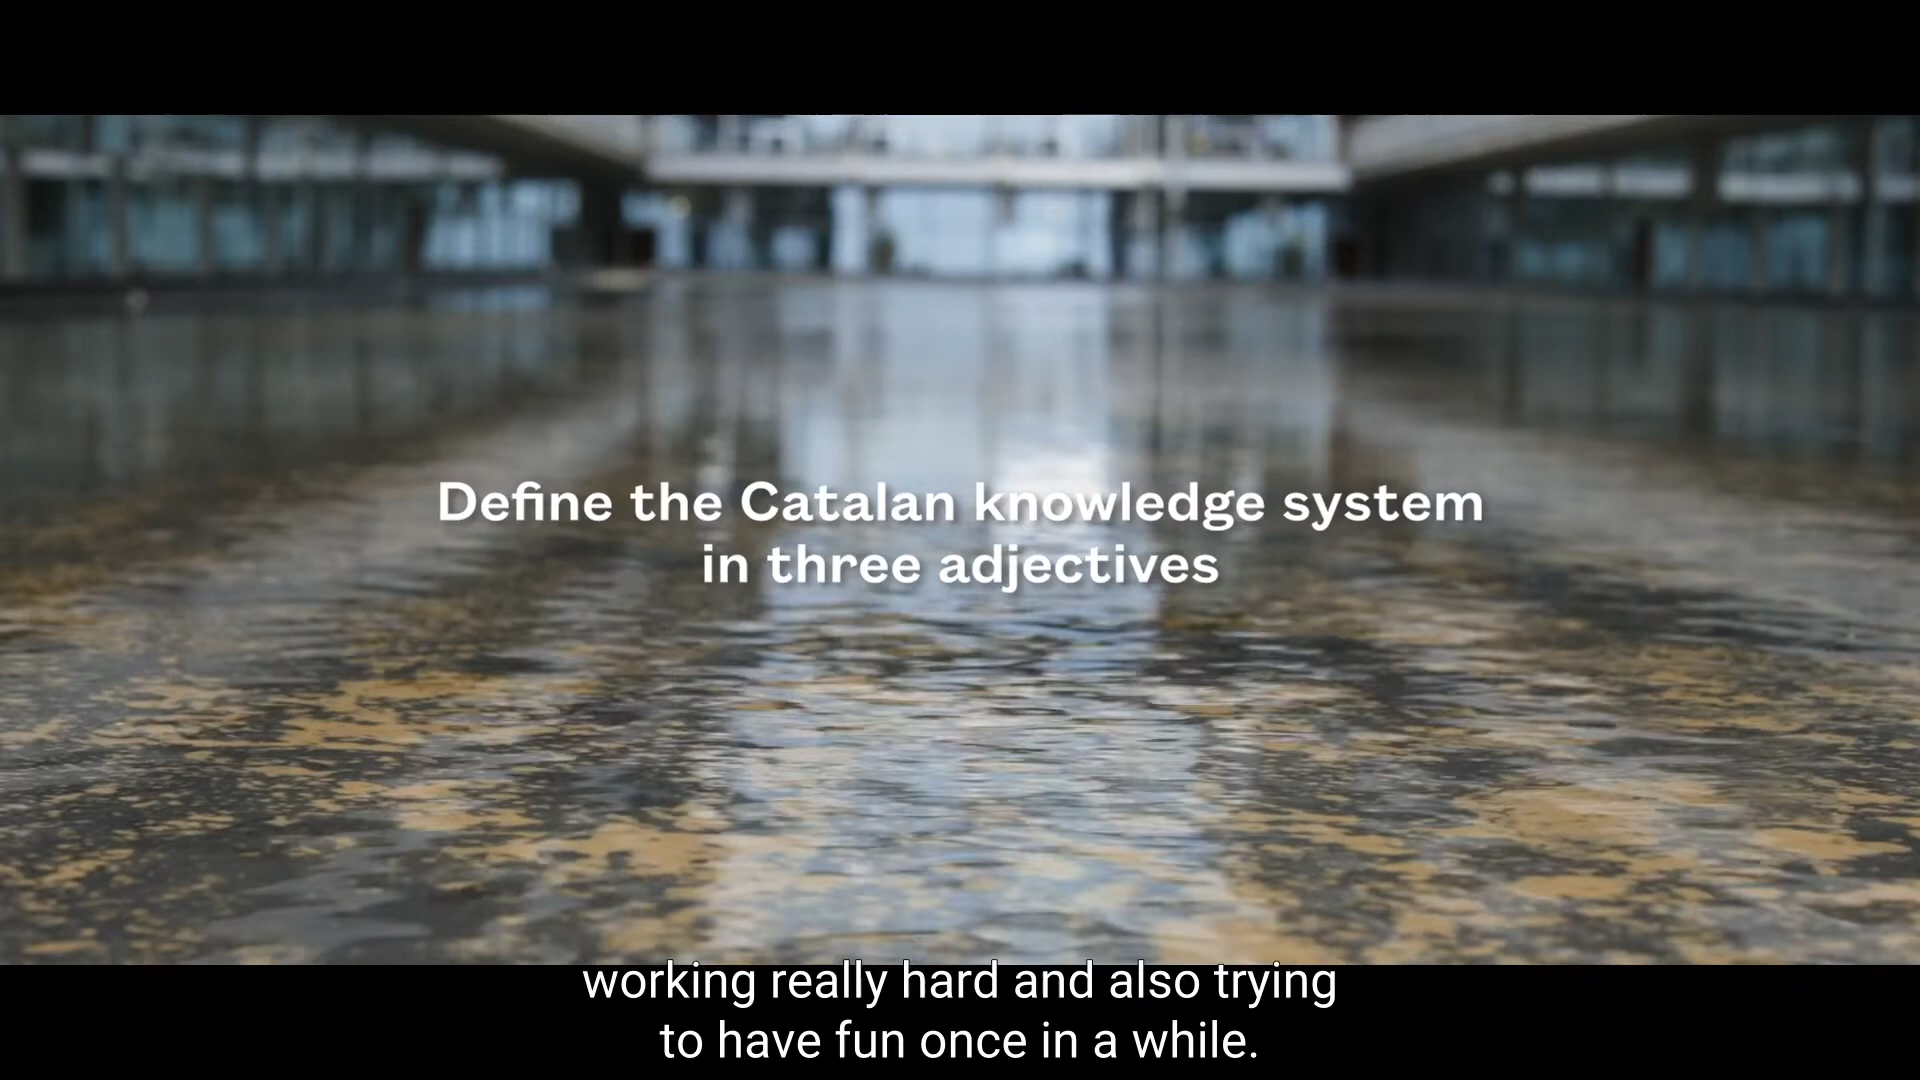 Define the Catalan knowledge system
in three adjectives
working really hard and also trying
to have fun once in a while.